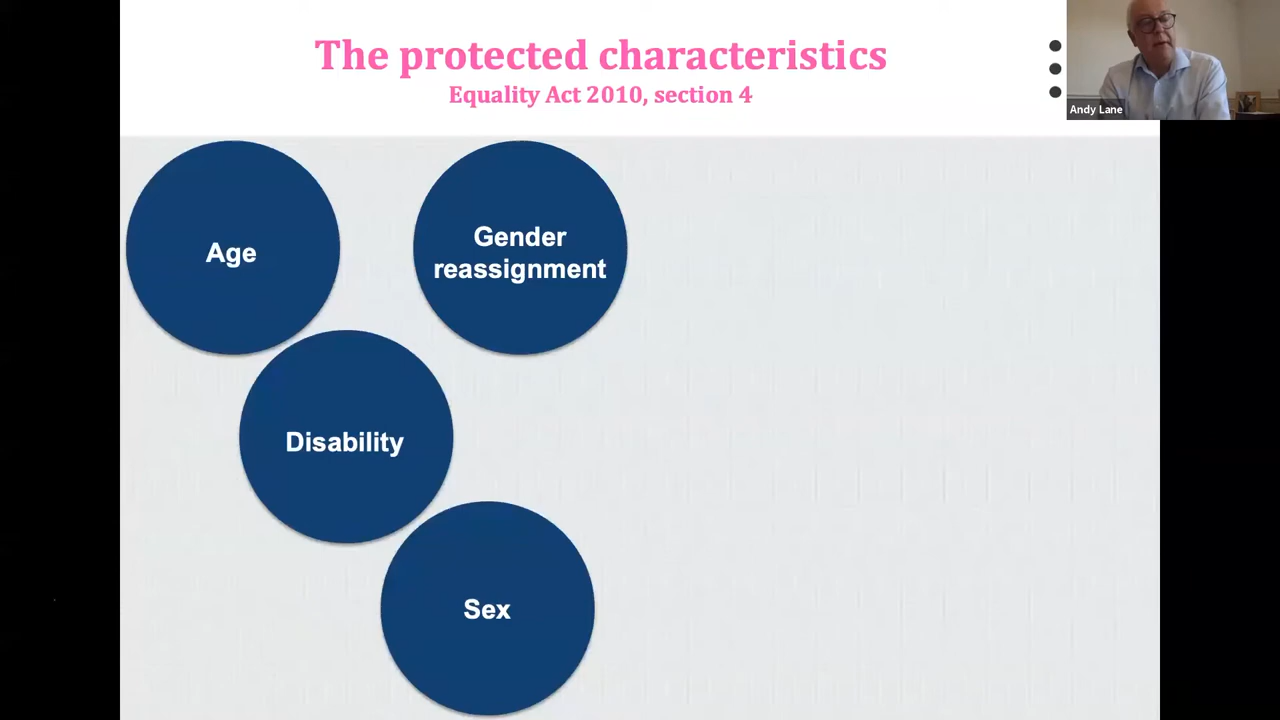 The protected characteristics
Equality Act 2010, section 4
Andy Lane
Age
Gender
reassignment
Disability
Sex